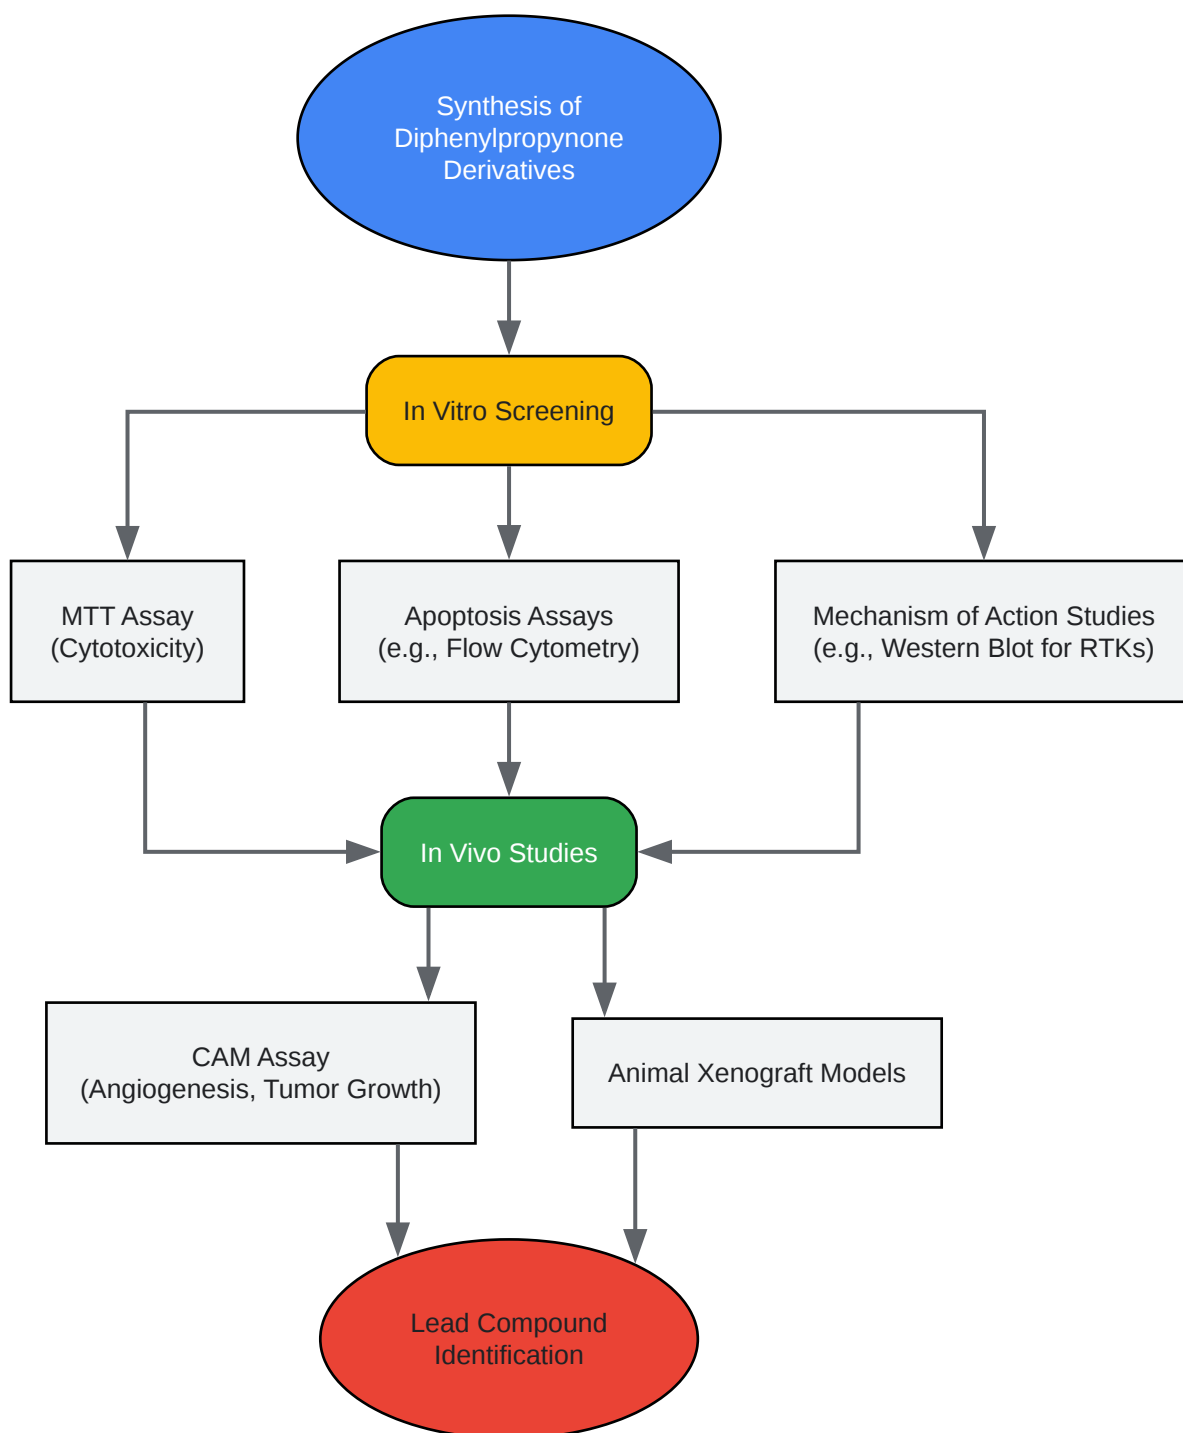 Synthesis of
Diphenylpropynone
Derivatives
In Vitro Screening
MTT Assay
(Cytotoxicity)
Apoptosis Assays
(e.g., Flow Cytometry)
Mechanism of Action Studies
(e.g., Western Blot for RTKs)
In Vivo Studies
CAM Assay
(Angiogenesis, Tumor Growth)
Animal Xenograft Models
Lead Compound
Identification